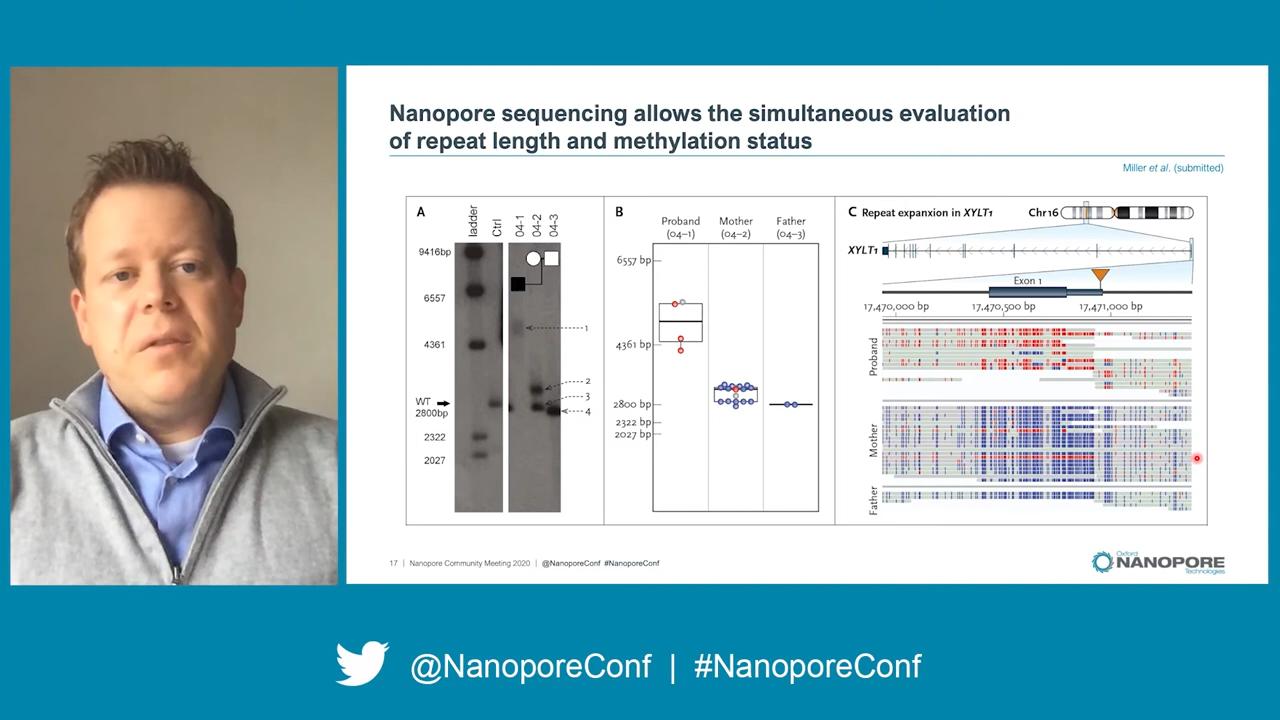 Nanopore sequencing allows the simultaneous evaluation
of repeat length and methylation status
Miller et al. (submitted)
A
ladder
Ctrl
04-1
04-2
04-3
9416bp
6557
4361
WT
2800bp
2322
2027
1
2
3
4
B
Proband
(04-1)
Mother
(04-2)
Father
(04-3)
6557 bp
4361 bp
2800 bp
2322 bp
2027 bp
C Repeat expanxion in XYLT1
Chr16
XYLT1
Exon 1
17,470,000 bp
17,470,500 bp
17,471,000 bp
Proband
Mother
Father
17 | Nanopore Community Meeting 2020 | @NanoporeConf #NanoporeConf
Oxford
NANOPORE
Technologies
@NanoporeConf | #NanoporeConf